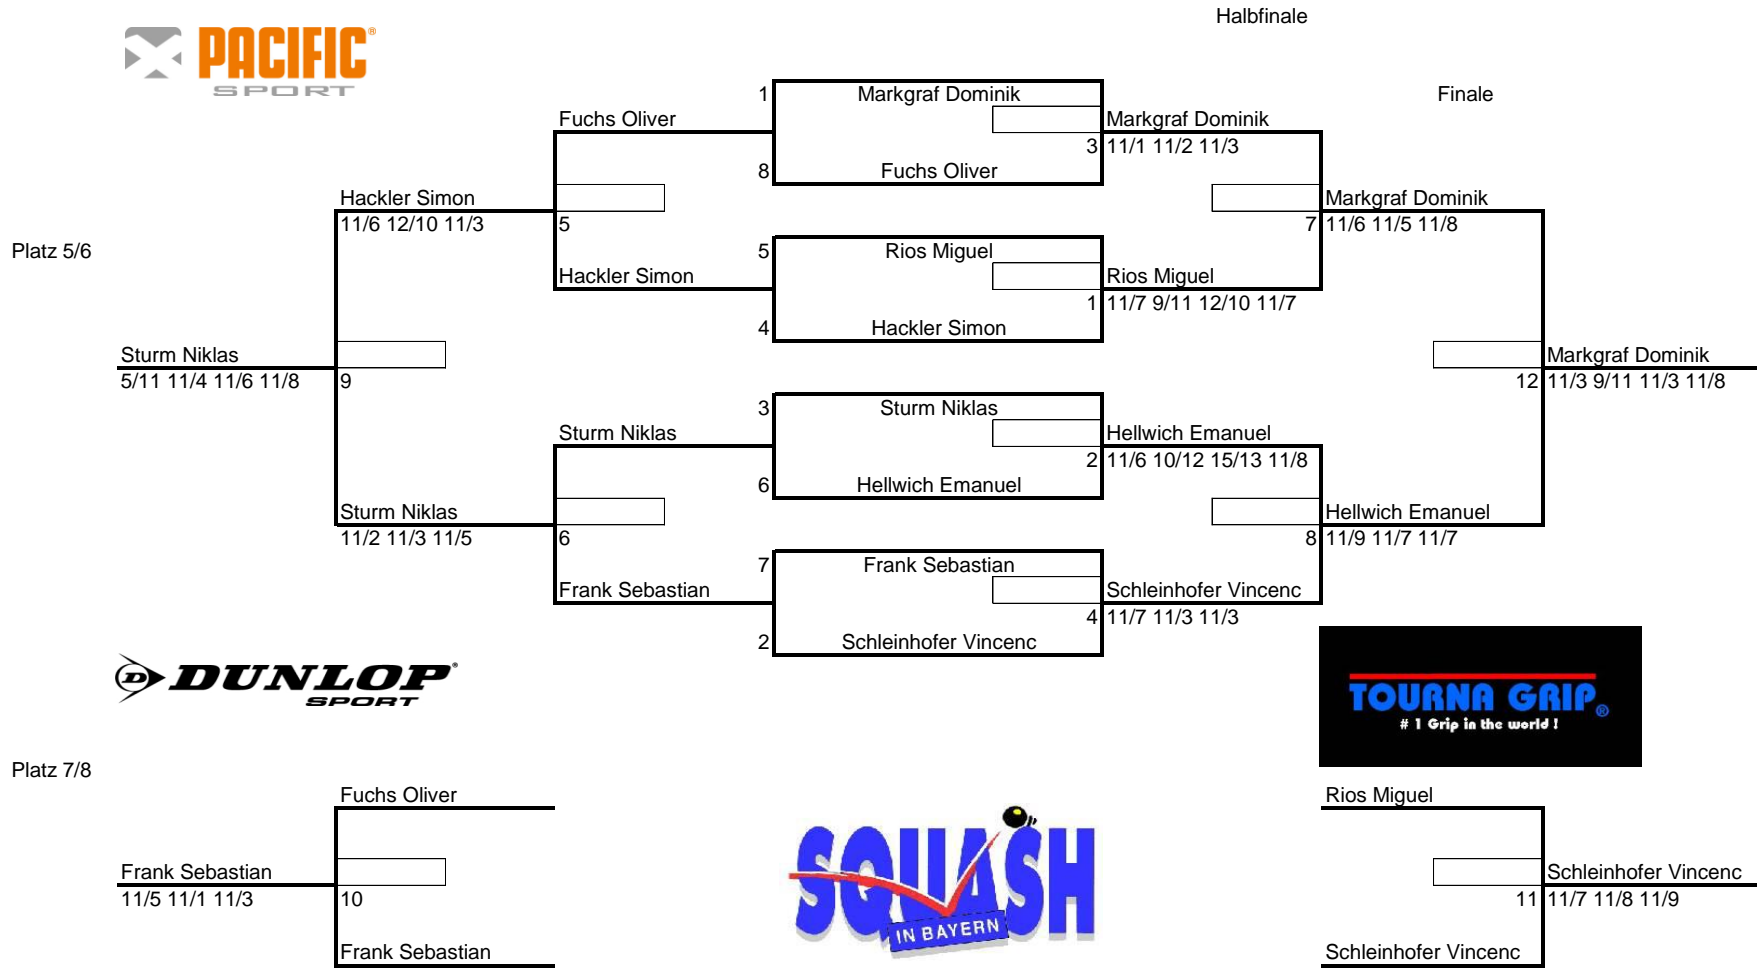 Halbfinale
PACIFIC®
SPORT
1 Markgraf Dominik Finale
Fuchs Oliver Markgraf Dominik
3 11/1 11/2 11/3
8 Fuchs Oliver
Hackler Simon Markgraf Dominik
11/6 12/10 11/3 5 7 11/6 11/5 11/8
Platz 5/6 5 Rios Miguel
Hackler Simon Rios Miguel
1 11/7 9/11 12/10 11/7
4 Hackler Simon
Sturm Niklas Markgraf Dominik
5/11 11/4 11/6 11/8 9 12 11/3 9/11 11/3 11/8
3 Sturm Niklas
Sturm Niklas Hellwich Emanuel
2 11/6 10/12 15/13 11/8
6 Hellwich Emanuel
Sturm Niklas Hellwich Emanuel
11/2 11/3 11/5 6 8 11/9 11/7 11/7
7 Frank Sebastian
Frank Sebastian Schleinhofer Vincenc
4 11/7 11/3 11/3
2 Schleinhofer Vincenc
D DUNLOP®
SPORT
TOURNA GRIP®
# 1 Grip in the world !
Platz 7/8
Fuchs Oliver Rios Miguel
SQUASH
IN BAYERN
Frank Sebastian Schleinhofer Vincenc
11/5 11/1 11/3 10 11 11/7 11/8 11/9
Frank Sebastian Schleinhofer Vincenc